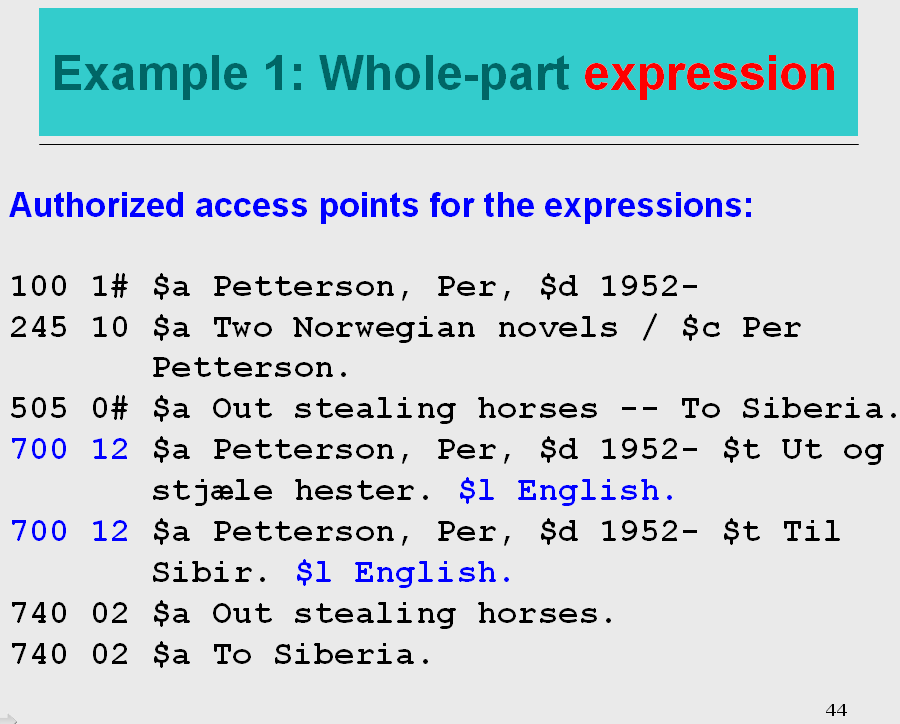 Example 1: Whole-part expression
Authorized access points for the expressions:
100 1# $a Petterson, Per, $d 1952-
245 10 $a Two Norwegian novels / $c Per
Petterson.
505 0# $a Out stealing horses -- To Siberia.
700 12 $a Petterson, Per, $d 1952- $t Ut og
stjæle hester. $l English.
700 12 $a Petterson, Per, $d 1952- $t Til
Sibir. $l English.
740 02 $a Out stealing horses.
740 02 $a To Siberia.
44